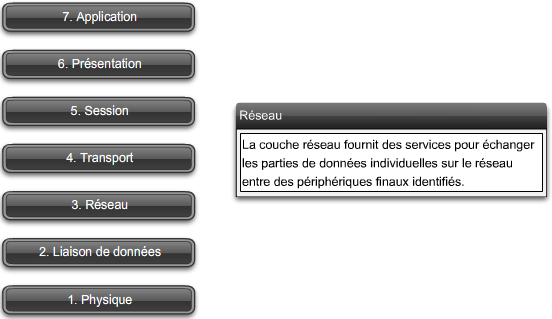 7. Application
6. Présentation
5. Session
4. Transport
3. Réseau
2. Liaison de données
1. Physique
Réseau
La couche réseau fournit des services pour échanger
les parties de données individuelles sur le réseau
entre des périphériques finaux identifiés.